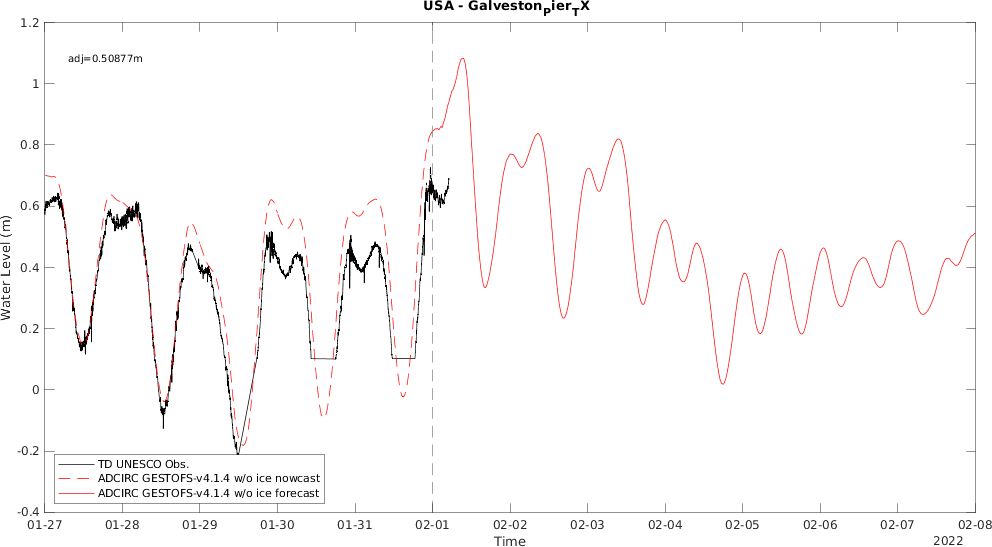 USA - GalvestonPierTX
1.2
adj=0.50877m
1
0.8
0.6
0.4
0.2
0
-0.2
-0.4
Water Level (m)
TD UNESCO Obs.
ADCIRC GESTOFS-v4.1.4 w/o ice nowcast
ADCIRC GESTOFS-v4.1.4 w/o ice forecast
01-27 01-28 01-29 01-30 01-31 02-01 02-02 02-03 02-04 02-05 02-06 02-07 02-08
Time
2022